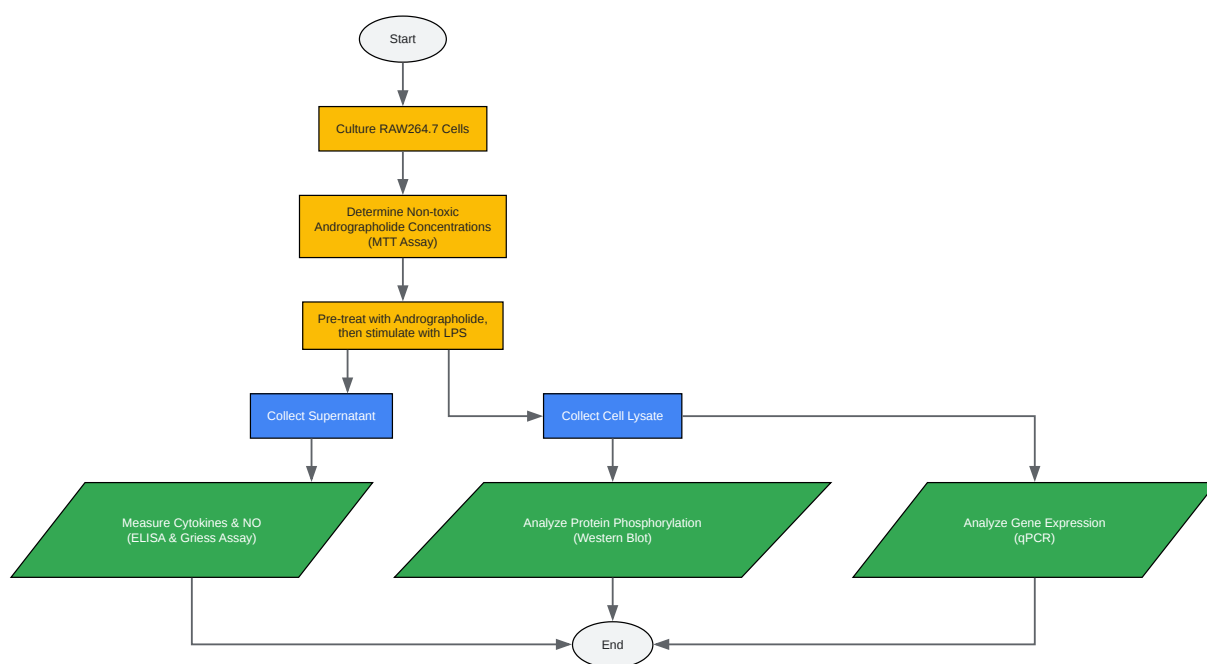 Start
Culture RAW264.7 Cells
Determine Non-toxic
Andrographolide Concentrations
(MTT Assay)
Pre-treat with Andrographolide,
then stimulate with LPS
Collect Supernatant
Collect Cell Lysate
Measure Cytokines & NO
(ELISA & Griess Assay)
Analyze Protein Phosphorylation
(Western Blot)
Analyze Gene Expression
(qPCR)
End